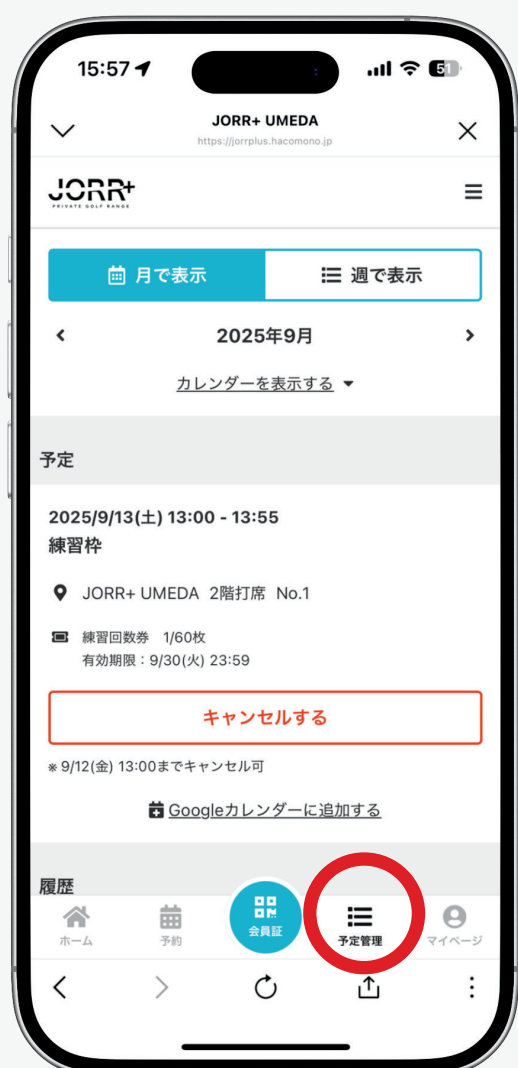 15:57
51
JORR+ UMEDA
https://jorrplus.hacomono.jp
JORR+
PRIVATE GOLF RANGE
月で表示
週で表示
2025年9月
カレンダーを表示する
予定
2025/9/13(土) 13:00 - 13:55
練習枠
JORR+ UMEDA 2階打席 No.1
練習回数券 1/60枚
有効期限：9/30(火) 23:59
キャンセルする
※ 9/12(金) 13:00までキャンセル可
Googleカレンダーに追加する
履歴
ホーム
予約
会員証
予定管理
マイページ